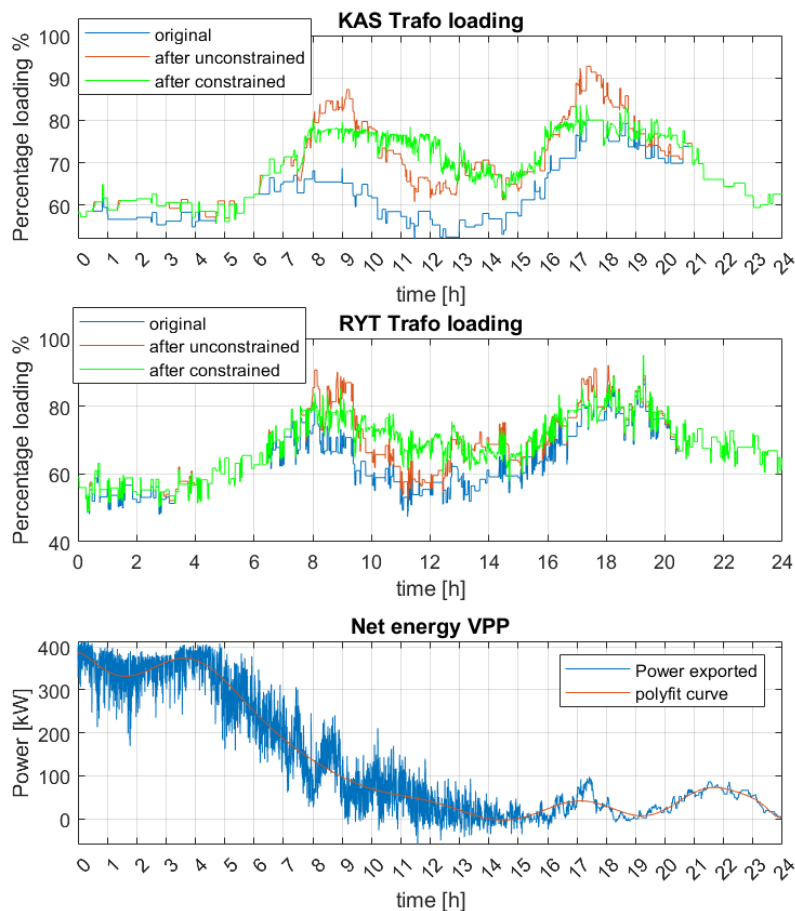 KAS Trafo loading
original
after unconstrained
after constrained
Percentage loading %
100
90
80
70
60
0 1 2 3 4 5 6 7 8 9 10 11 12 13 14 15 16 17 18 19 20 21 22 23 24
time [h]
RYT Trafo loading
original
after unconstrained
after constrained
Percentage loading %
100
80
60
40
0 2 4 6 8 10 12 14 16 18 20 22 24
time [h]
Net energy VPP
Power exported
polyfit curve
Power [kW]
400
300
200
100
0
0 1 2 3 4 5 6 7 8 9 10 11 12 13 14 15 16 17 18 19 20 21 22 23 24
time [h]